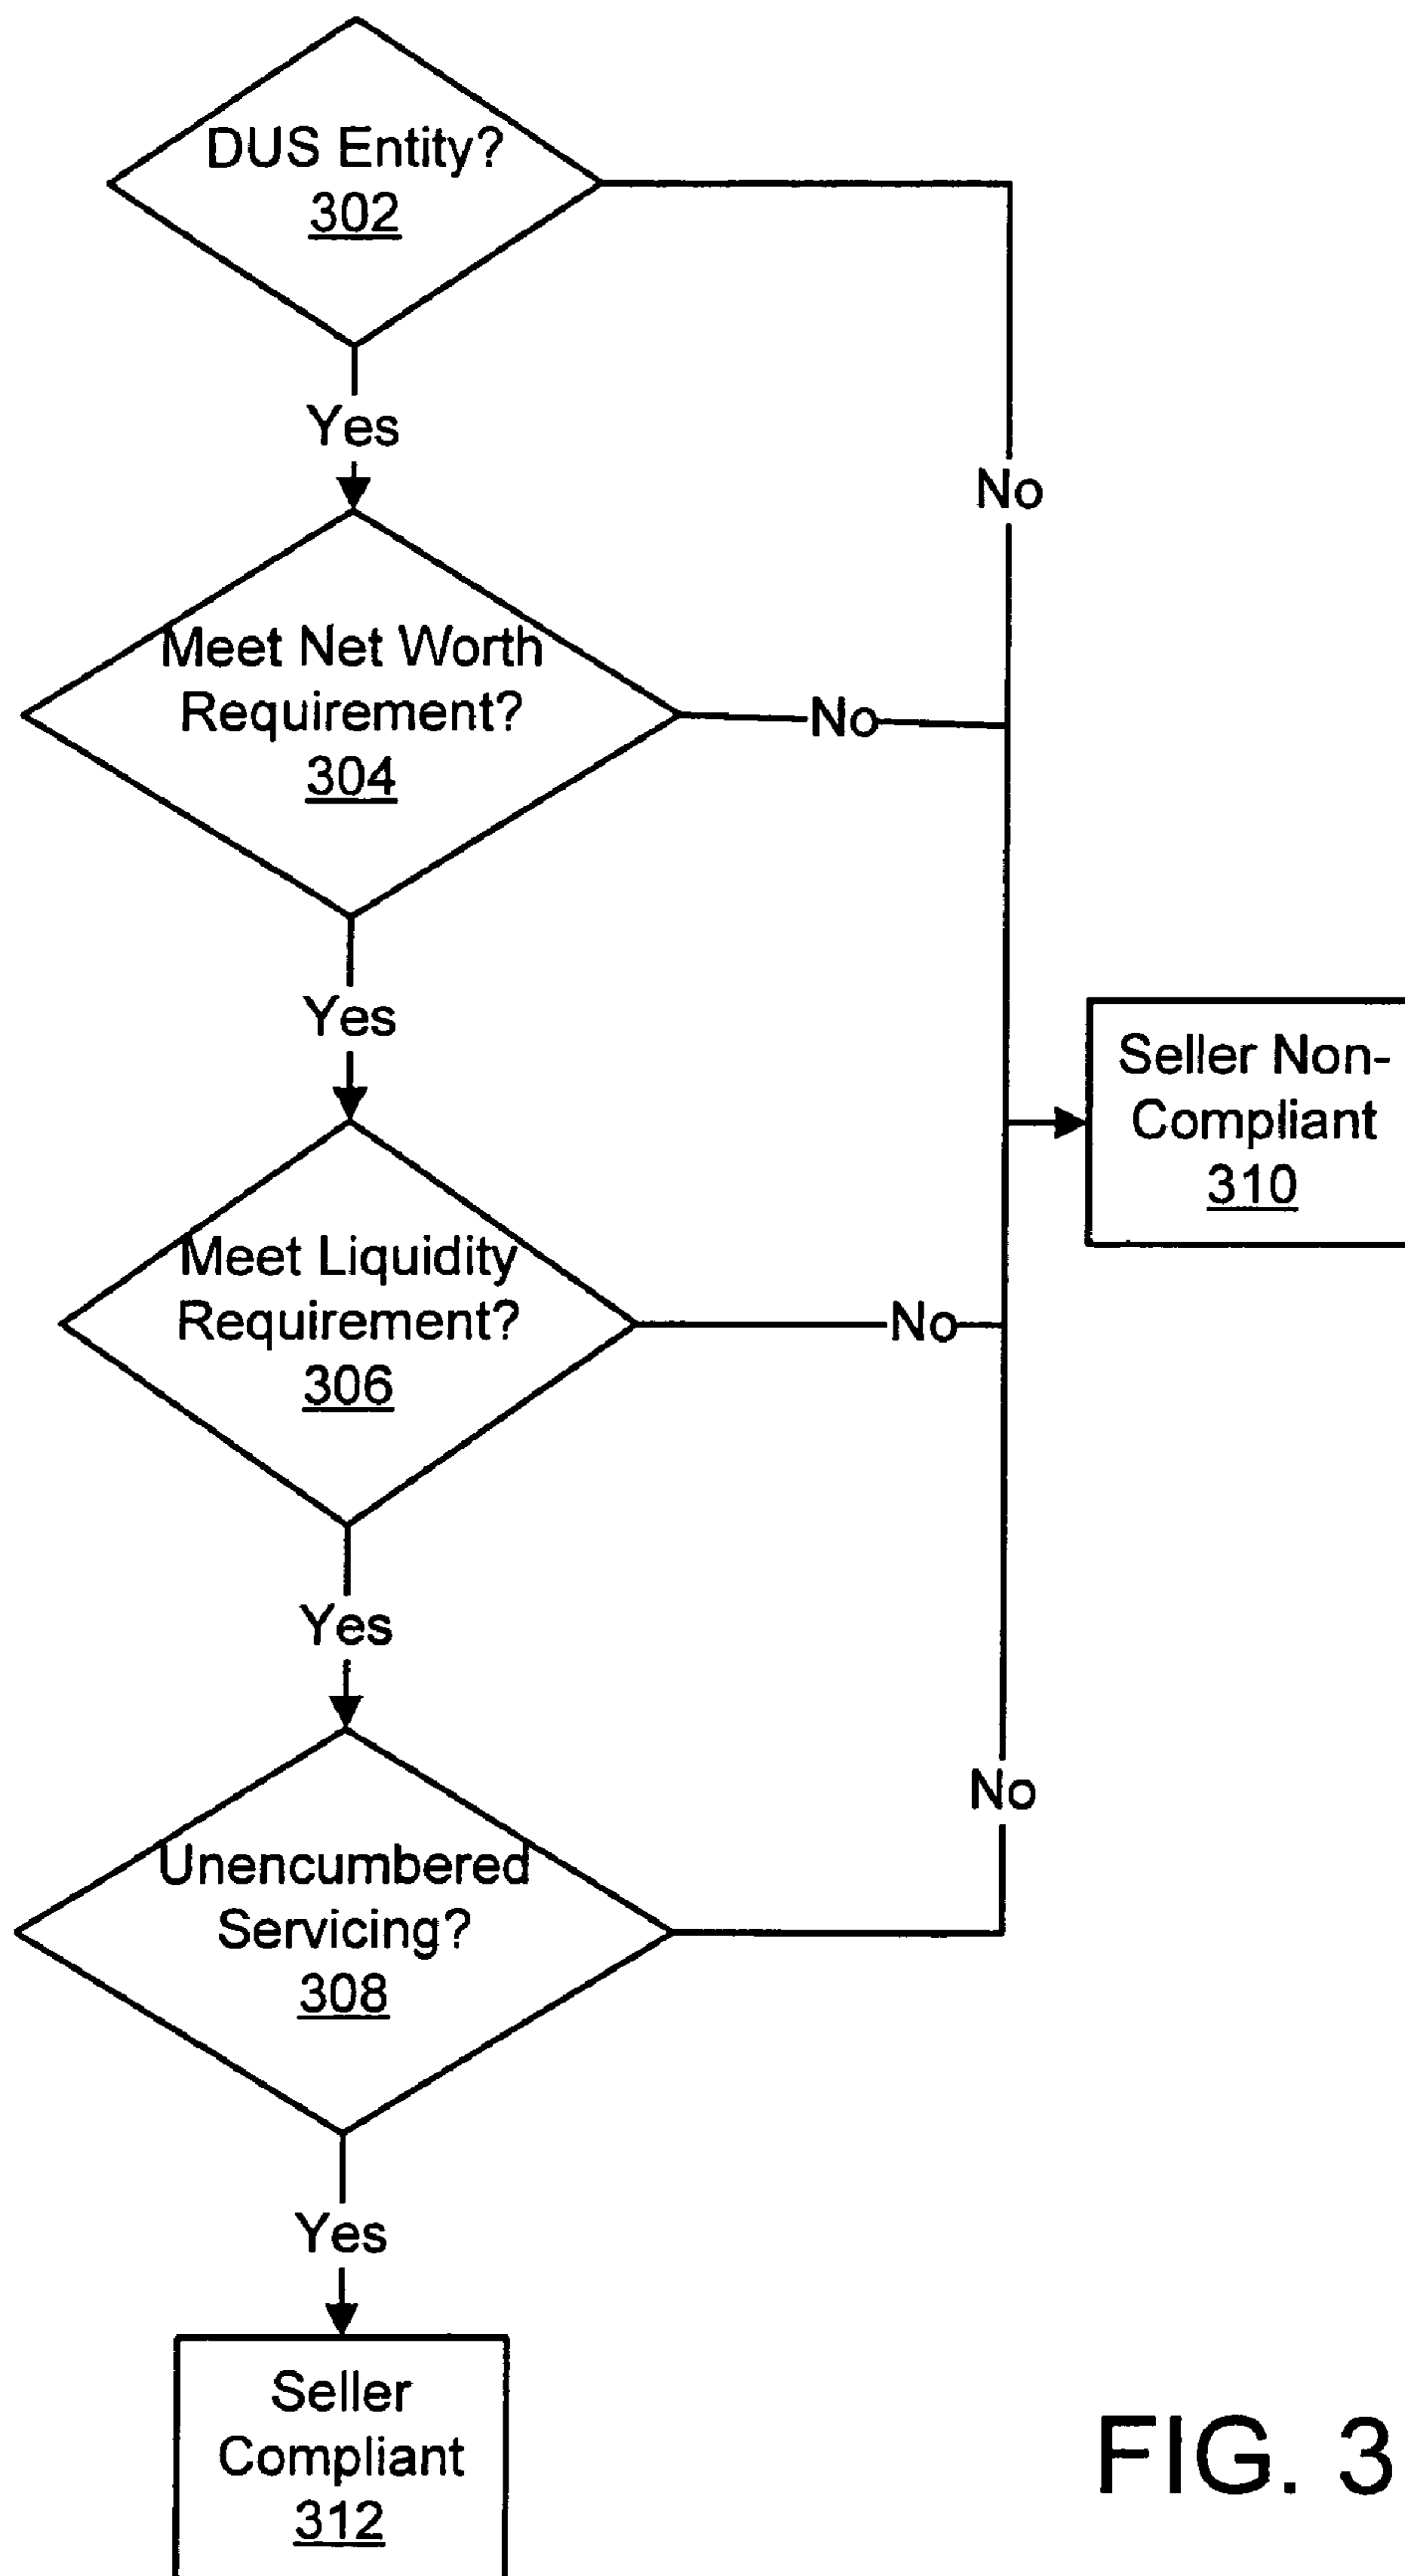 DUS Entity?
302
Yes
No
Meet Net Worth
Requirement?
304
No
Yes
Seller Non-
Compliant
310
Meet Liquidity
Requirement?
306
No
Yes
No
Unencumbered
Servicing?
308
Yes
Seller
Compliant
312
FIG. 3